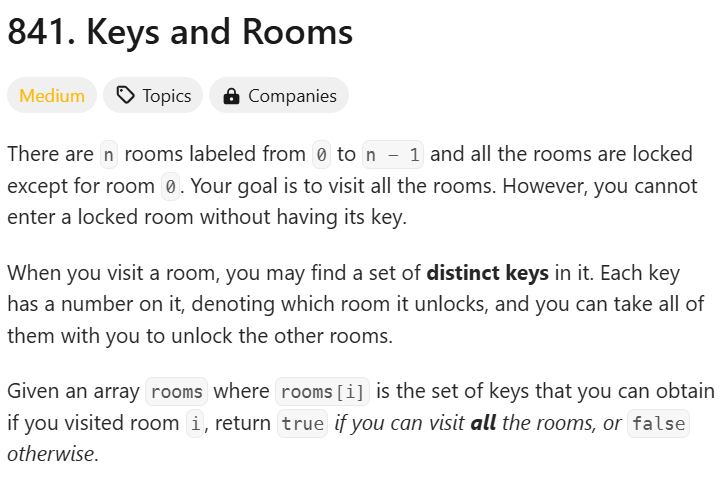 841. Keys and Rooms
Medium Topics Companies
There are n rooms labeled from 0 to n - 1 and all the rooms are locked
except for room 0. Your goal is to visit all the rooms. However, you cannot
enter a locked room without having its key.
When you visit a room, you may find a set of distinct keys in it. Each key
has a number on it, denoting which room it unlocks, and you can take all of
them with you to unlock the other rooms.
Given an array rooms where rooms[i] is the set of keys that you can obtain
if you visited room i, return true if you can visit all the rooms, or false
otherwise.